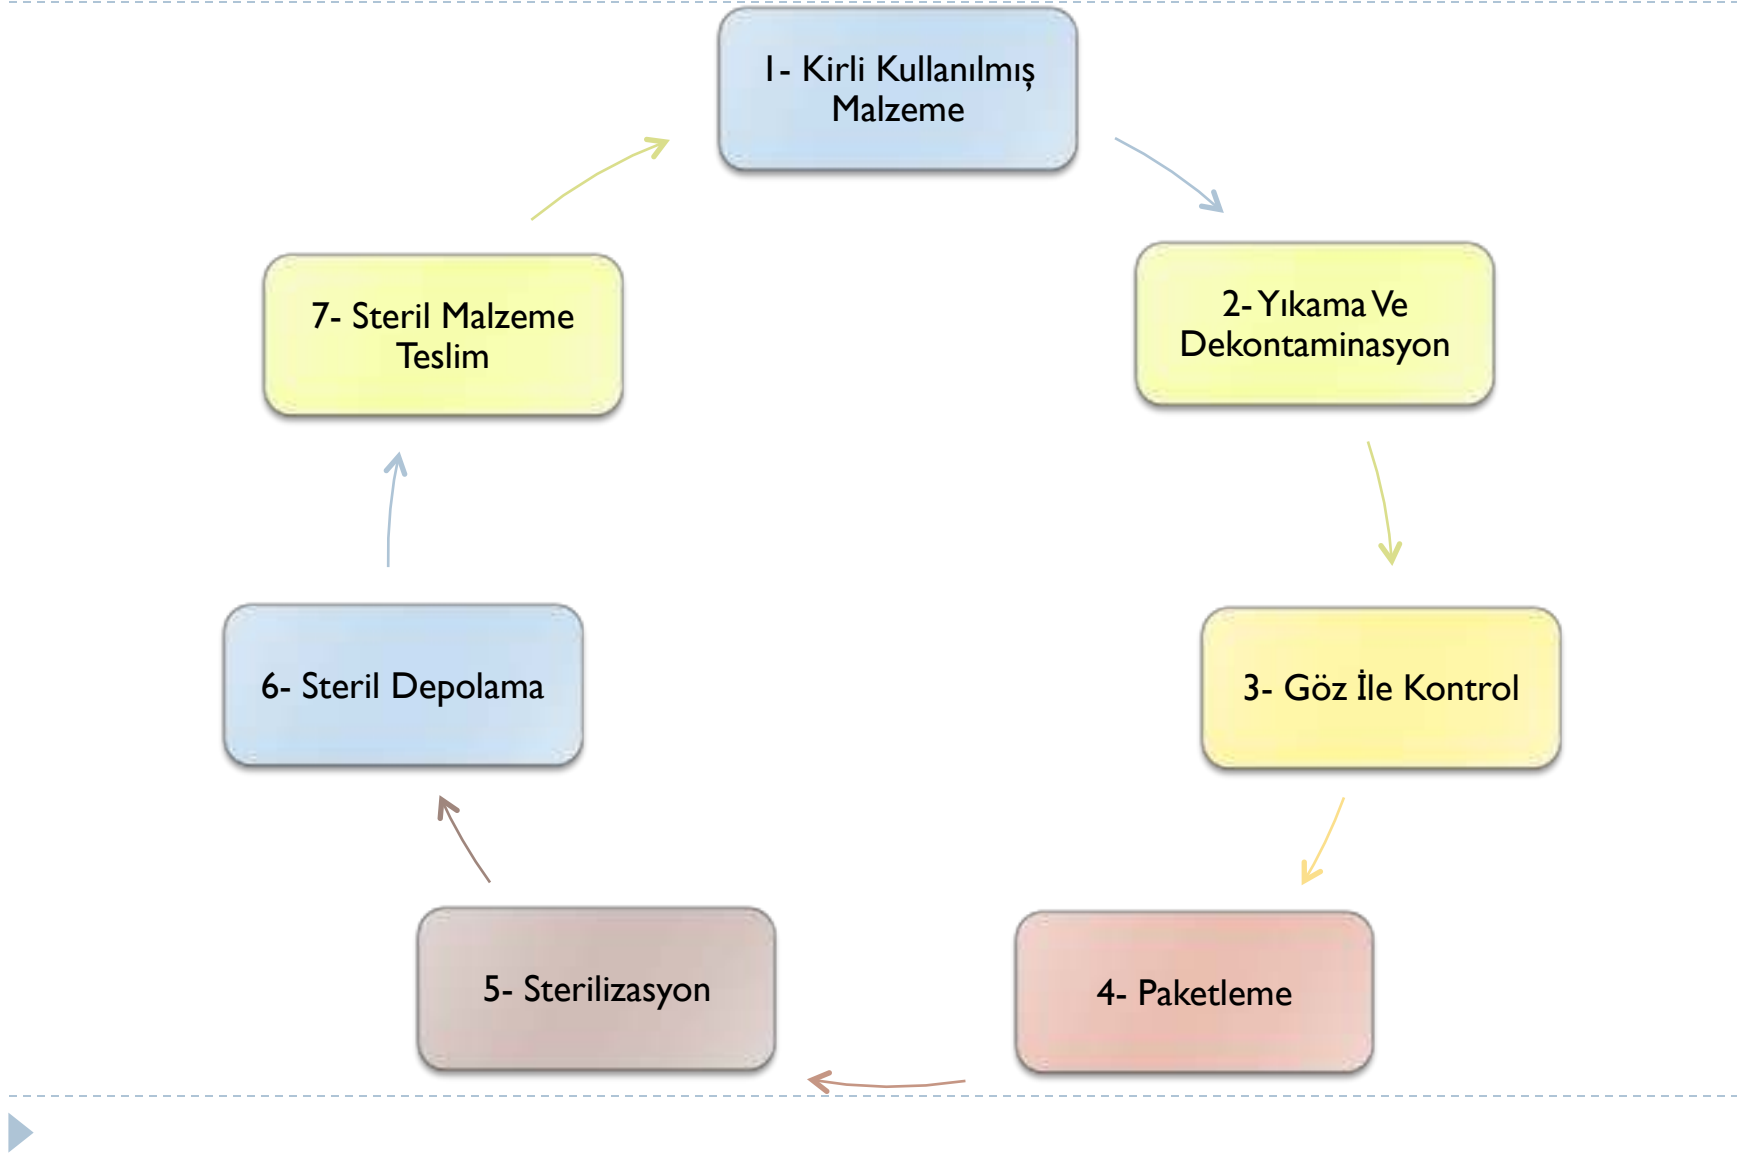 1- Kirli Kullanılmış
Malzeme
2- Yıkama Ve
Dekontaminasyon
3- Göz İle Kontrol
4- Paketleme
5- Sterilizasyon
6- Steril Depolama
7- Steril Malzeme
Teslim